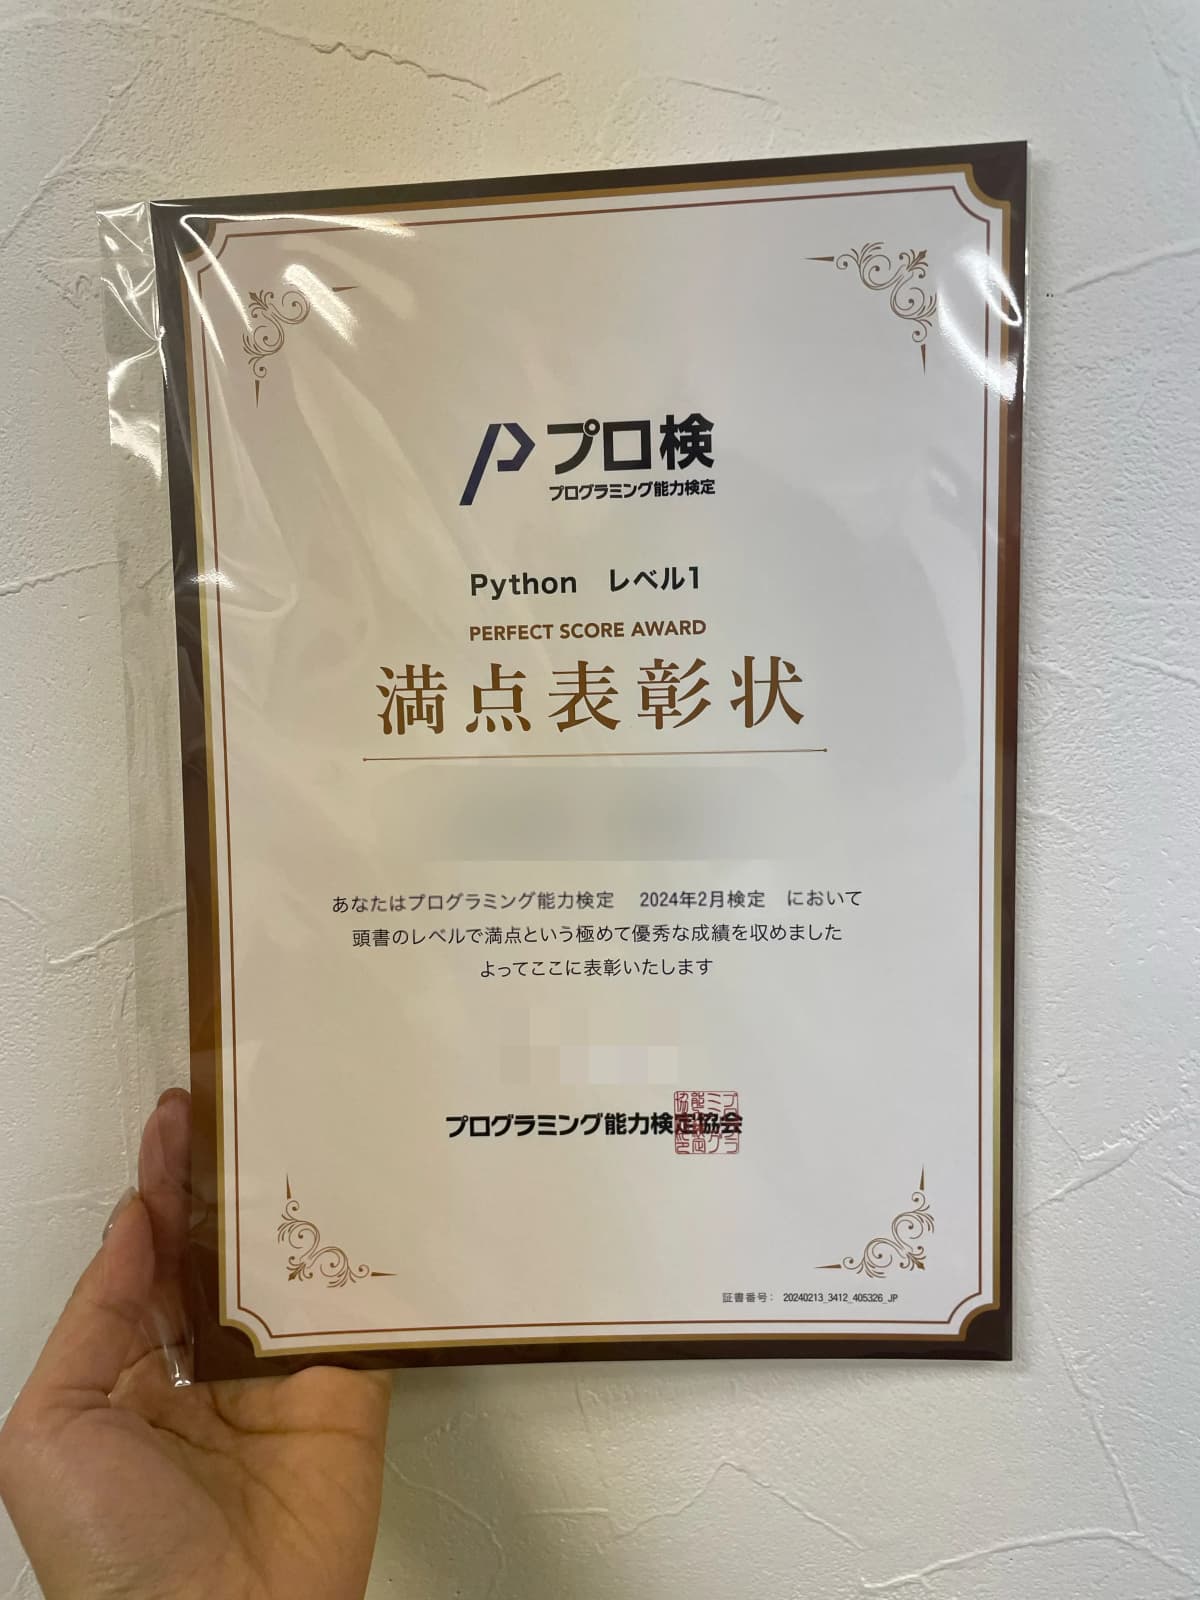 プロ検
プログラミング能力検定
Python レベル1
PERFECT SCORE AWARD
満点表彰状
あなたはプログラミング能力検定 2024年2月検定 において
頭書のレベルで満点という極めて優秀な成績を収めました
よってここに表彰いたします
プログラミング能力検定協会
証書番号： 20240213_3412_405326_JP